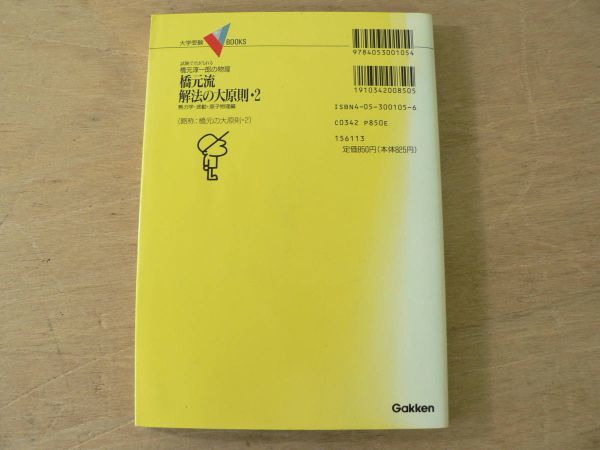 大学受験 V BOOKS
試験で点がとれる
橋元淳一郎の物理
橋元流
解法の大原則・2
熱力学・波動・原子物理編
(略称:橋元の大原則・2)
9784053001054
1910342008505
ISBN4-05-300105-6
C0342 P850E
156113
定価850円(本体825円)
Gakken